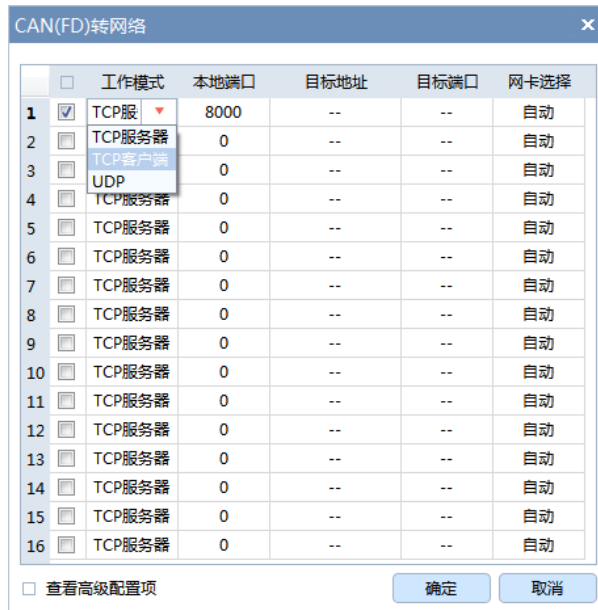 CAN(FD)转网络
工作模式 本地端口 目标地址 目标端口 网卡选择
1 TCP服 8000 -- -- 自动
TCP服务器
TCP客户端
UDP
2 0 -- -- 自动
3 0 -- -- 自动
4 TCP服务器 0 -- -- 自动
5 TCP服务器 0 -- -- 自动
6 TCP服务器 0 -- -- 自动
7 TCP服务器 0 -- -- 自动
8 TCP服务器 0 -- -- 自动
9 TCP服务器 0 -- -- 自动
10 TCP服务器 0 -- -- 自动
11 TCP服务器 0 -- -- 自动
12 TCP服务器 0 -- -- 自动
13 TCP服务器 0 -- -- 自动
14 TCP服务器 0 -- -- 自动
15 TCP服务器 0 -- -- 自动
16 TCP服务器 0 -- -- 自动
查看高级配置项 确定 取消